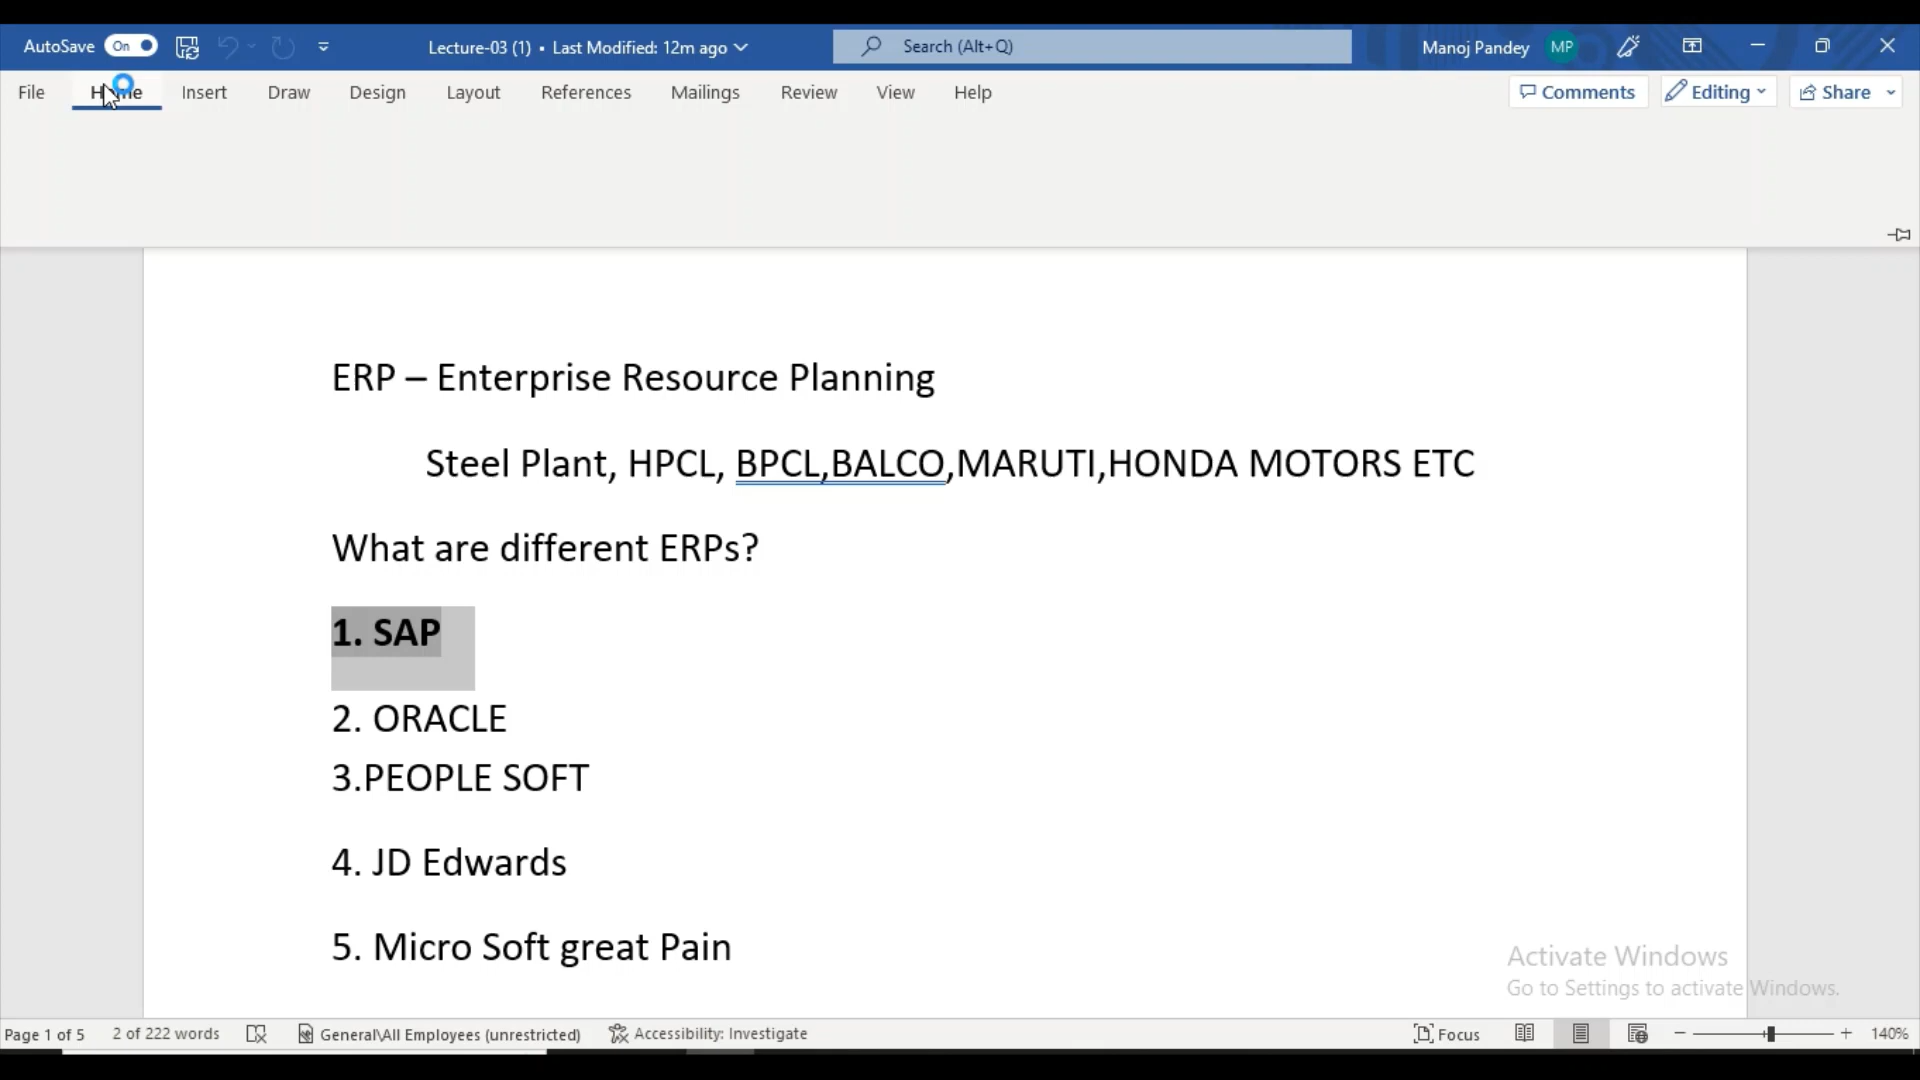 AutoSave On Lecture-03 (1) • Last Modified: 12m ago Search (Alt+Q) Manoj Pandey MP
File Home Insert Draw Design Layout References Mailings Review View Help Comments Editing Share
ERP – Enterprise Resource Planning
Steel Plant, HPCL, BPCL,BALCO,MARUTI,HONDA MOTORS ETC
What are different ERPs?
1. SAP
2. ORACLE
3.PEOPLE SOFT
4. JD Edwards
5. Micro Soft great Pain
Activate Windows
Go to Settings to activate Windows.
Page 1 of 5 2 of 222 words General\All Employees (unrestricted) Accessibility: Investigate Focus 140%